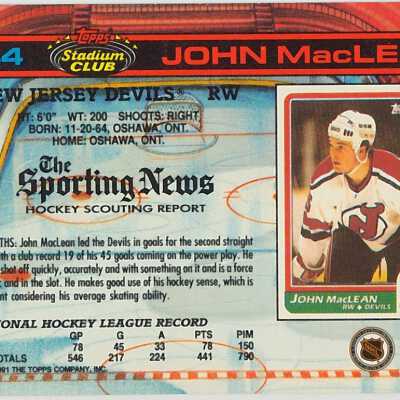 Topps
Stadium
CLUB
4 JOHN MacLE
EW JERSEY DEVILS® RW
HT: 6'0" WT: 200 SHOOTS: RIGHT
BORN: 11-20-64, OSHAWA, ONT.
HOME: OSHAWA, ONT.
The
Sporting News
HOCKEY SCOUTING REPORT
THS: John MacLean led the Devils in goals for the second straight
with a club record 19 of his 45 goals coming on the power play. He
shot off quickly, accurately and with something on it and is a force
t and in the slot. He makes good use of his hockey sense, which is
nt considering his average skating ability.
IONAL HOCKEY LEAGUE RECORD
GP G A PTS PIM
78 45 33 78 150
TOTALS 546 217 224 441 790
991 THE TOPPS COMPANY, INC.
JOHN MacLEAN
RW ♦ DEVILS
NHL